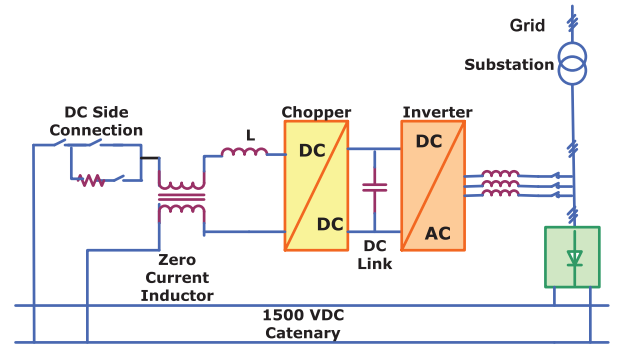 Grid
Substation
DC Side
Connection
Chopper
Inverter
L
DC
DC
DC
AC
DC
Link
Zero
Current
Inductor
1500 VDC
Catenary